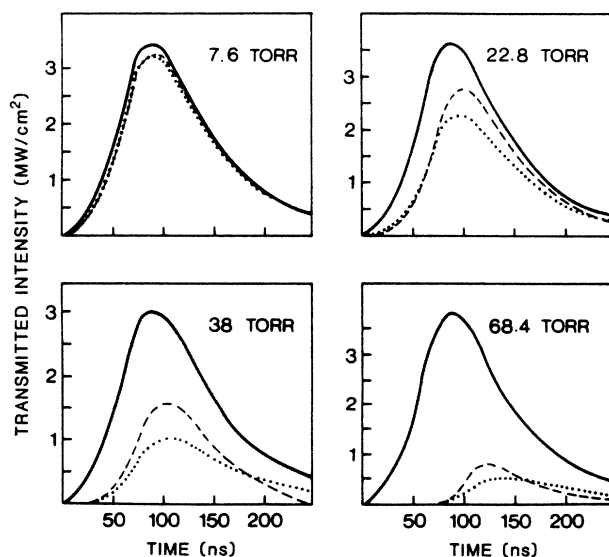 TRANSMITTED INTENSITY (MW/cm²)
7.6 TORR
3
2
1
22.8 TORR
3
2
1
38 TORR
3
2
1
50 100 150 200
TIME (ns)
68.4 TORR
3
2
1
50 100 150 200
TIME (ns)